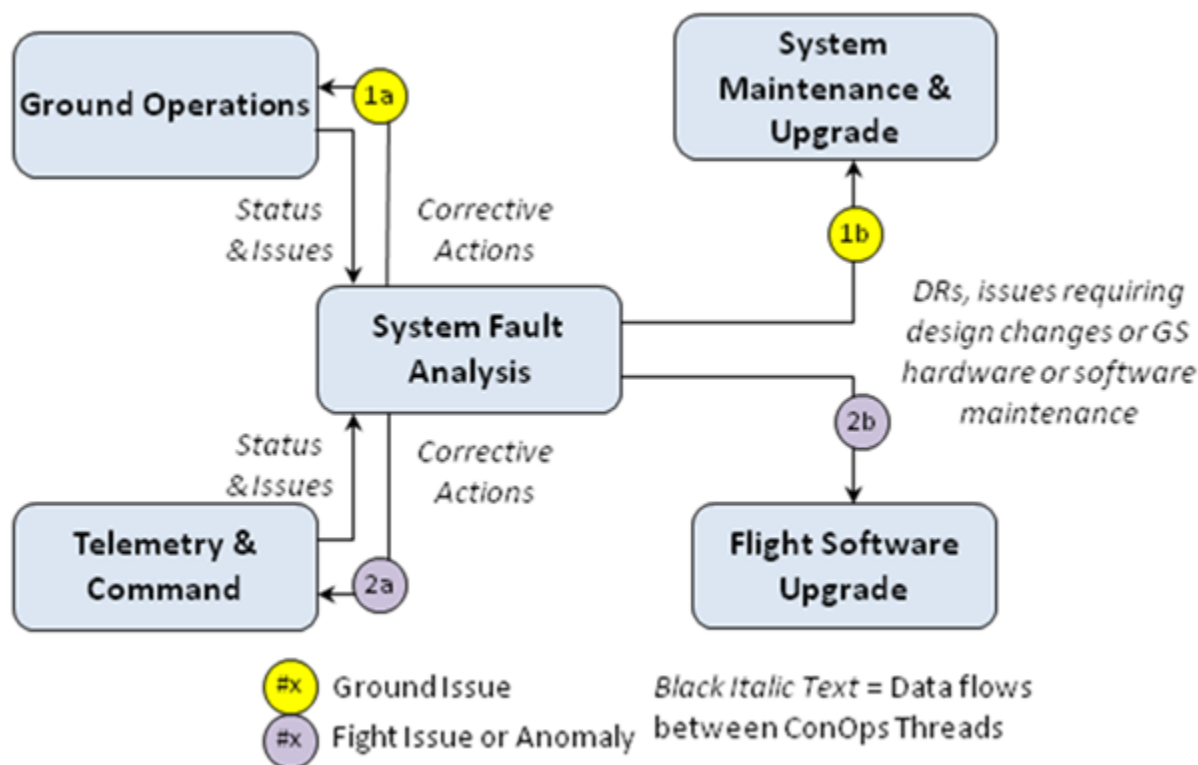 Ground Operations
1a
System
Maintenance &
Upgrade
Status
& Issues
Corrective
Actions
1b
DRs, issues requiring
design changes or GS
hardware or software
maintenance
System Fault
Analysis
2b
Status
& Issues
Corrective
Actions
Telemetry &
Command
2a
Flight Software
Upgrade
#x Ground Issue
#x Fight Issue or Anomaly
Black Italic Text = Data flows
between ConOps Threads